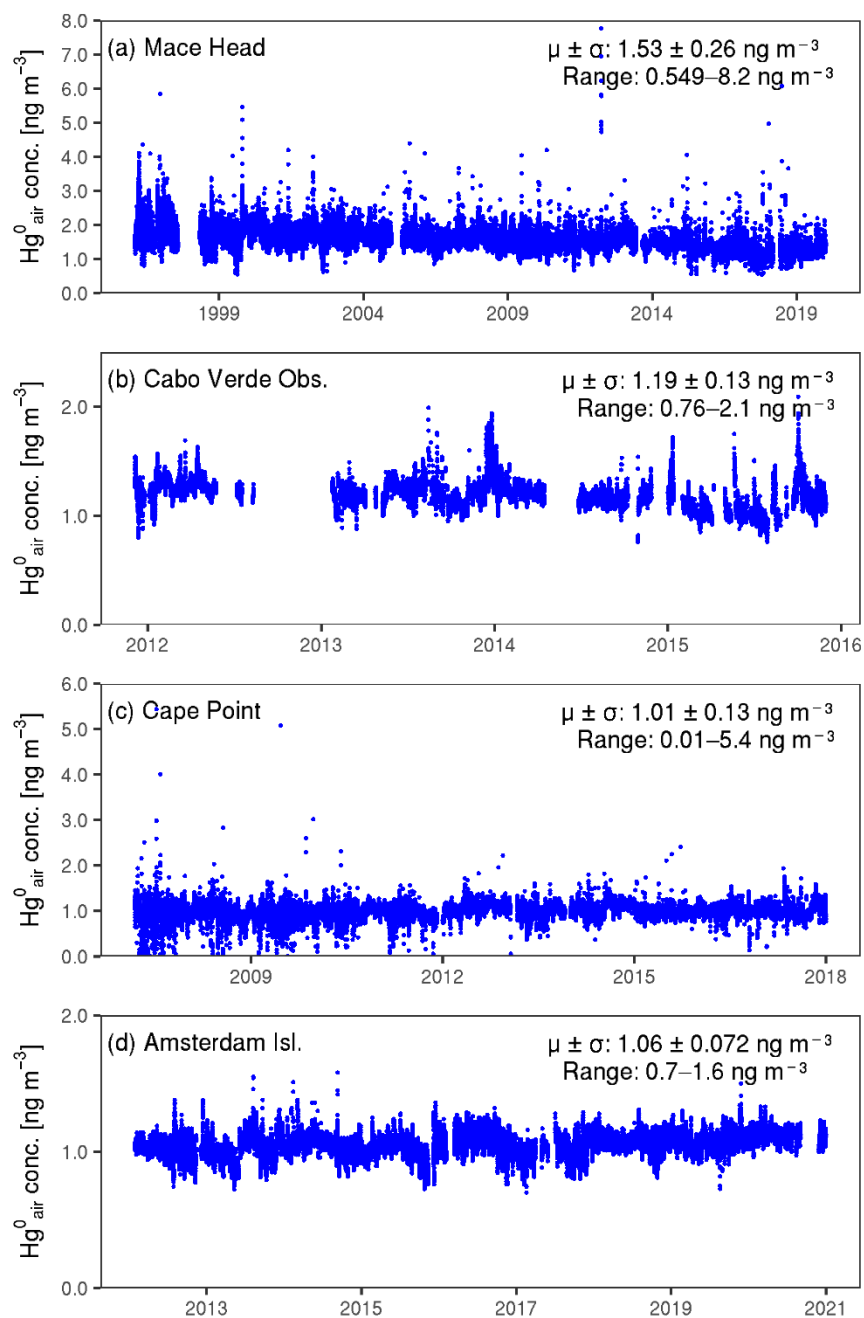 8.0
(a) Mace Head
μ ± σ: 1.53 ± 0.26 ng m⁻³
7.0
Range: 0.549–8.2 ng m⁻³
6.0
5.0
4.0
3.0
2.0
1.0
0.0
Hg⁰air conc. [ng m⁻³]
1999 2004 2009 2014 2019
(b) Cabo Verde Obs.
μ ± σ: 1.19 ± 0.13 ng m⁻³
2.0
Range: 0.76–2.1 ng m⁻³
1.0
0.0
Hg⁰air conc. [ng m⁻³]
2012 2013 2014 2015 2016
6.0
(c) Cape Point
μ ± σ: 1.01 ± 0.13 ng m⁻³
Range: 0.01–5.4 ng m⁻³
5.0
4.0
3.0
2.0
1.0
0.0
Hg⁰air conc. [ng m⁻³]
2009 2012 2015 2018
2.0
(d) Amsterdam Isl.
μ ± σ: 1.06 ± 0.072 ng m⁻³
Range: 0.7–1.6 ng m⁻³
1.0
0.0
Hg⁰air conc. [ng m⁻³]
2013 2015 2017 2019 2021